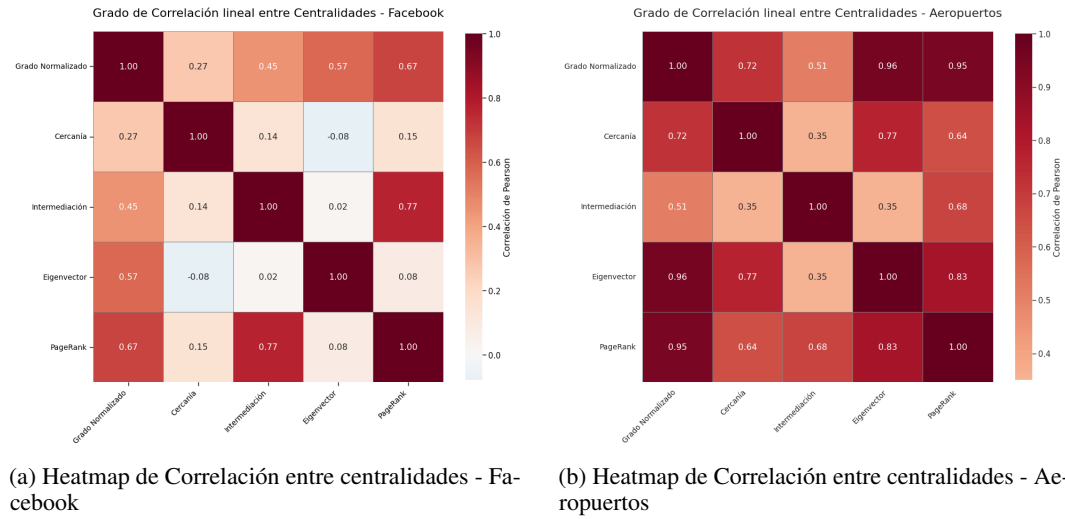 Grado de Correlación lineal entre Centralidades - Facebook
Grado Normalizado 1.00 0.27 0.45 0.57 0.67
Cercanía 0.27 1.00 0.14 -0.08 0.15
Intermediación 0.45 0.14 1.00 0.02 0.77
Eigenvector 0.57 -0.08 0.02 1.00 0.08
PageRank 0.67 0.15 0.77 0.08 1.00
Grado Normalizado Cercanía Intermediación Eigenvector PageRank
1.0
0.8
0.6
0.4
0.2
0.0
Correlación de Pearson
(a) Heatmap de Correlación entre centralidades - Fa-
cebook
Grado de Correlación lineal entre Centralidades - Aeropuertos
Grado Normalizado 1.00 0.72 0.51 0.96 0.95
Cercanía 0.72 1.00 0.35 0.77 0.64
Intermediación 0.51 0.35 1.00 0.35 0.68
Eigenvector 0.96 0.77 0.35 1.00 0.83
PageRank 0.95 0.64 0.68 0.83 1.00
Grado Normalizado Cercanía Intermediación Eigenvector PageRank
1.0
0.9
0.8
0.7
0.6
0.5
0.4
Correlación de Pearson
(b) Heatmap de Correlación entre centralidades - Ae-
ropuertos